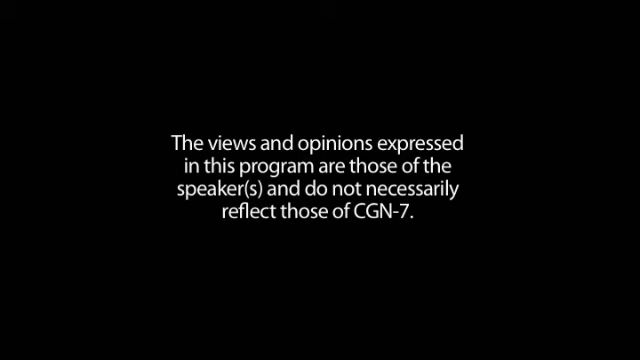 The views and opinions expressed
in this program are those of the
speaker(s) and do not necessarily
reflect those of CGN-7.